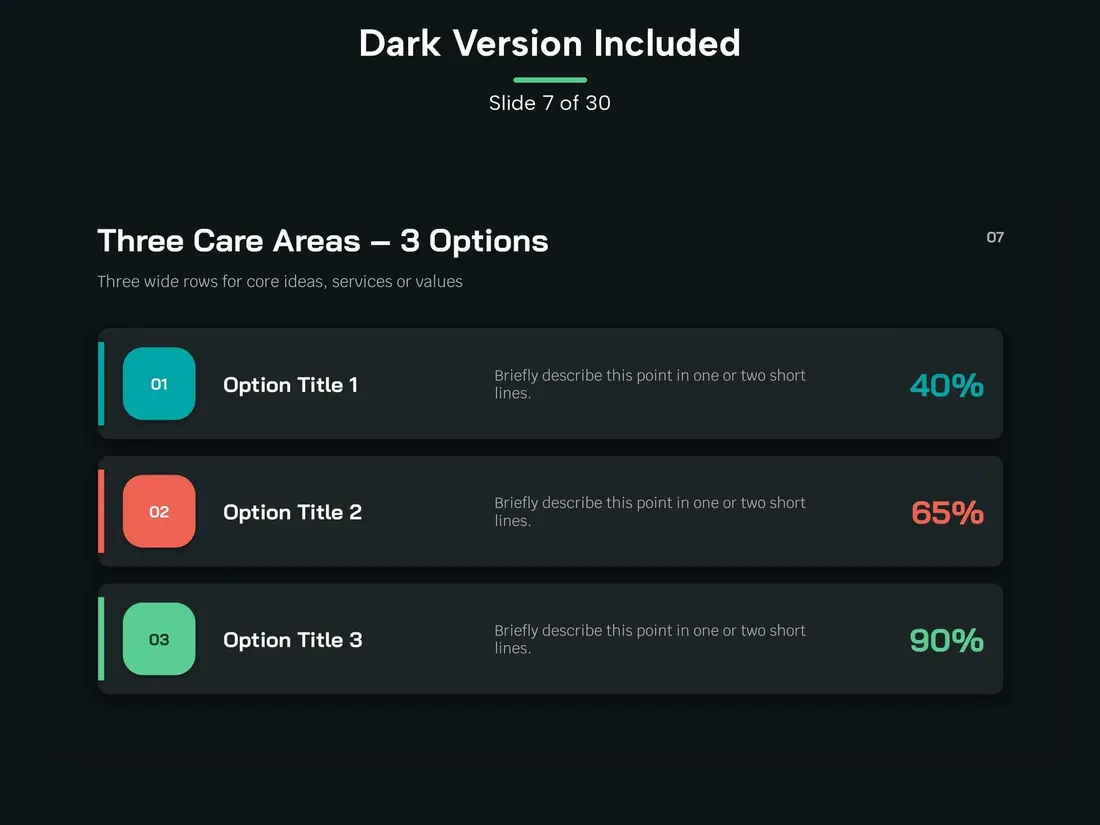 Dark Version Included
Slide 7 of 30
Three Care Areas – 3 Options
07
Three wide rows for core ideas, services or values
01
Option Title 1
Briefly describe this point in one or two short
lines.
40%
02
Option Title 2
Briefly describe this point in one or two short
lines.
65%
03
Option Title 3
Briefly describe this point in one or two short
lines.
90%